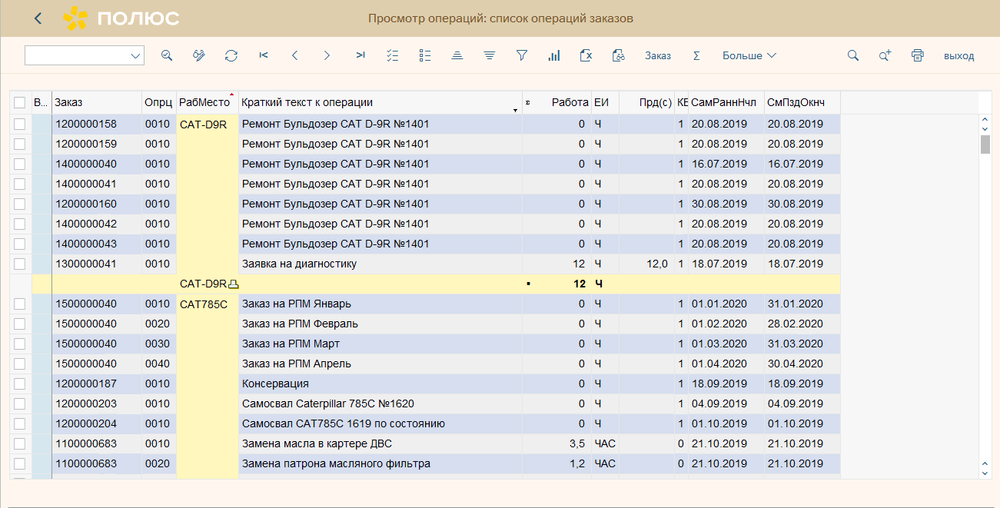 ПОЛЮС Просмотр операций: список операций заказов
Заказ Σ Больше выход
В... Заказ Опрц РабМесто Краткий текст к операции Σ Работа ЕИ Прд(с) КЕ СамРаннНчл СмПздОкнч
1200000158 0010 CAT-D9R Ремонт Бульдозер CAT D-9R №1401 0 Ч 1 20.08.2019 20.08.2019
1200000159 0010 Ремонт Бульдозер CAT D-9R №1401 0 Ч 1 20.08.2019 20.08.2019
1400000040 0010 Ремонт Бульдозер CAT D-9R №1401 0 Ч 1 16.07.2019 16.07.2019
1400000041 0010 Ремонт Бульдозер CAT D-9R №1401 0 Ч 1 20.08.2019 20.08.2019
1200000160 0010 Ремонт Бульдозер CAT D-9R №1401 0 Ч 1 30.08.2019 30.08.2019
1400000042 0010 Ремонт Бульдозер CAT D-9R №1401 0 Ч 1 20.08.2019 20.08.2019
1400000043 0010 Ремонт Бульдозер CAT D-9R №1401 0 Ч 1 20.08.2019 20.08.2019
1300000041 0010 Заявка на диагностику 12 Ч 12,0 1 18.07.2019 18.07.2019
CAT-D9R ▪ 12 Ч
1500000040 0010 CAT785C Заказ на РПМ Январь 0 Ч 1 01.01.2020 31.01.2020
1500000040 0020 Заказ на РПМ Февраль 0 Ч 1 01.02.2020 28.02.2020
1500000040 0030 Заказ на РПМ Март 0 Ч 1 01.03.2020 31.03.2020
1500000040 0040 Заказ на РПМ Апрель 0 Ч 1 01.04.2020 30.04.2020
1200000187 0010 Консервация 0 Ч 1 18.09.2019 18.09.2019
1200000203 0010 Самосвал Caterpillar 785C №1620 0 Ч 1 04.09.2019 04.09.2019
1200000204 0010 Самосвал CAT785C 1619 по состоянию 0 Ч 1 01.10.2019 01.10.2019
1100000683 0010 Замена масла в картере ДВС 3,5 ЧАС 0 21.10.2019 21.10.2019
1100000683 0020 Замена патрона масляного фильтра 1,2 ЧАС 0 21.10.2019 21.10.2019